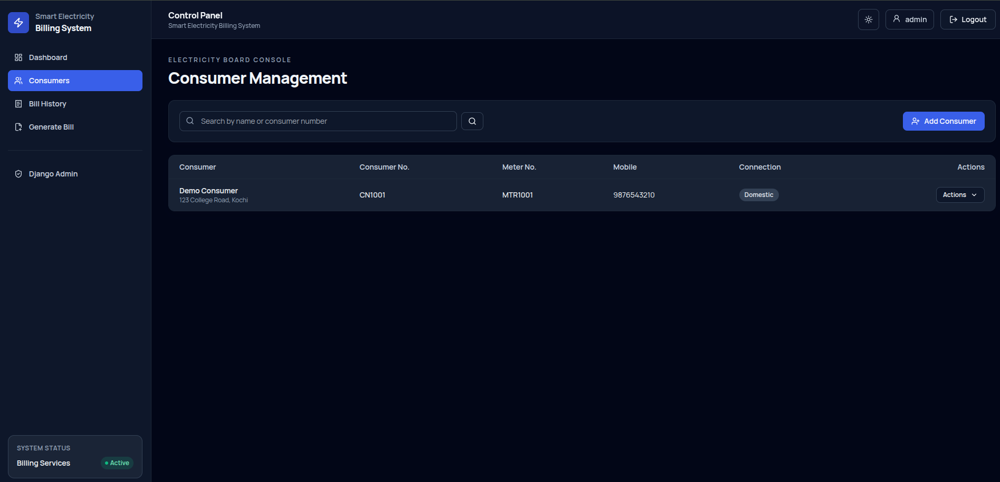 Smart Electricity
Billing System
Dashboard
Consumers
Bill History
Generate Bill
Django Admin
SYSTEM STATUS
Billing Services
Active
Control Panel
Smart Electricity Billing System
admin
Logout
ELECTRICITY BOARD CONSOLE
Consumer Management
Search by name or consumer number
Add Consumer
Consumer Consumer No. Meter No. Mobile Connection Actions
Demo Consumer
123 College Road, Kochi
CN1001 MTR1001 9876543210 Domestic Actions